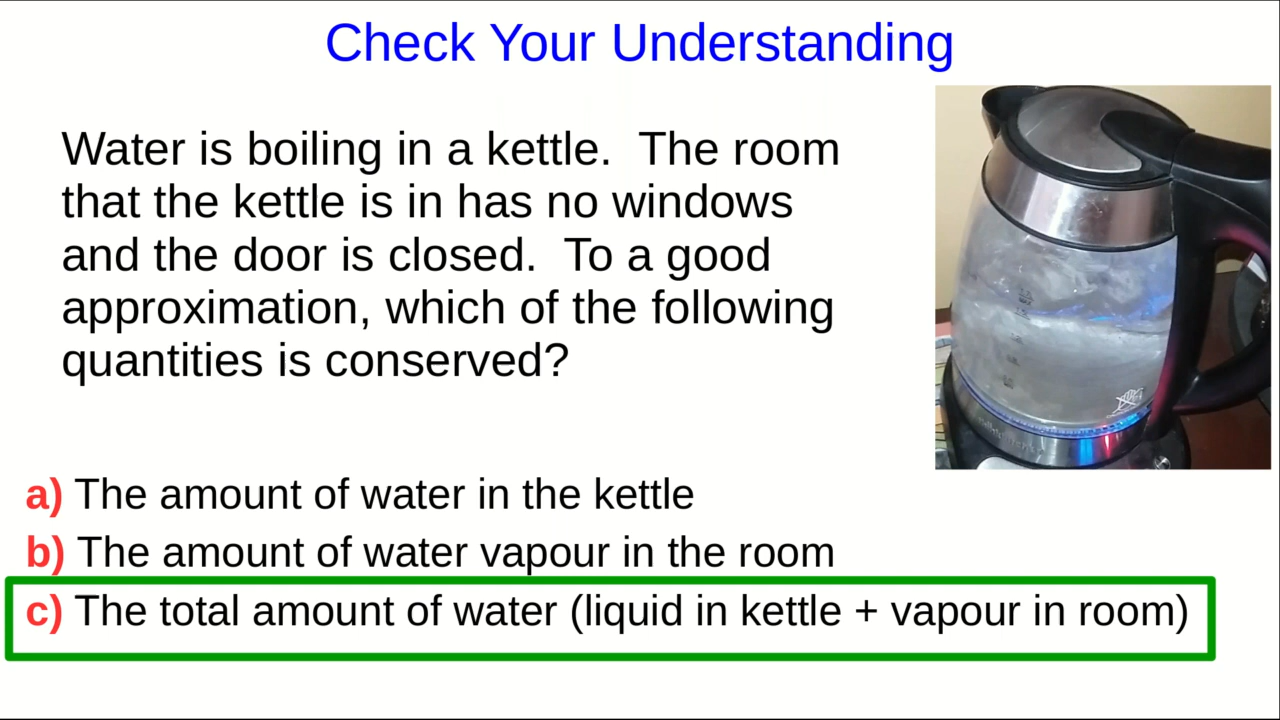 Check Your Understanding
Water is boiling in a kettle. The room
that the kettle is in has no windows
and the door is closed. To a good
approximation, which of the following
quantities is conserved?
a) The amount of water in the kettle
b) The amount of water vapour in the room
c) The total amount of water (liquid in kettle + vapour in room)